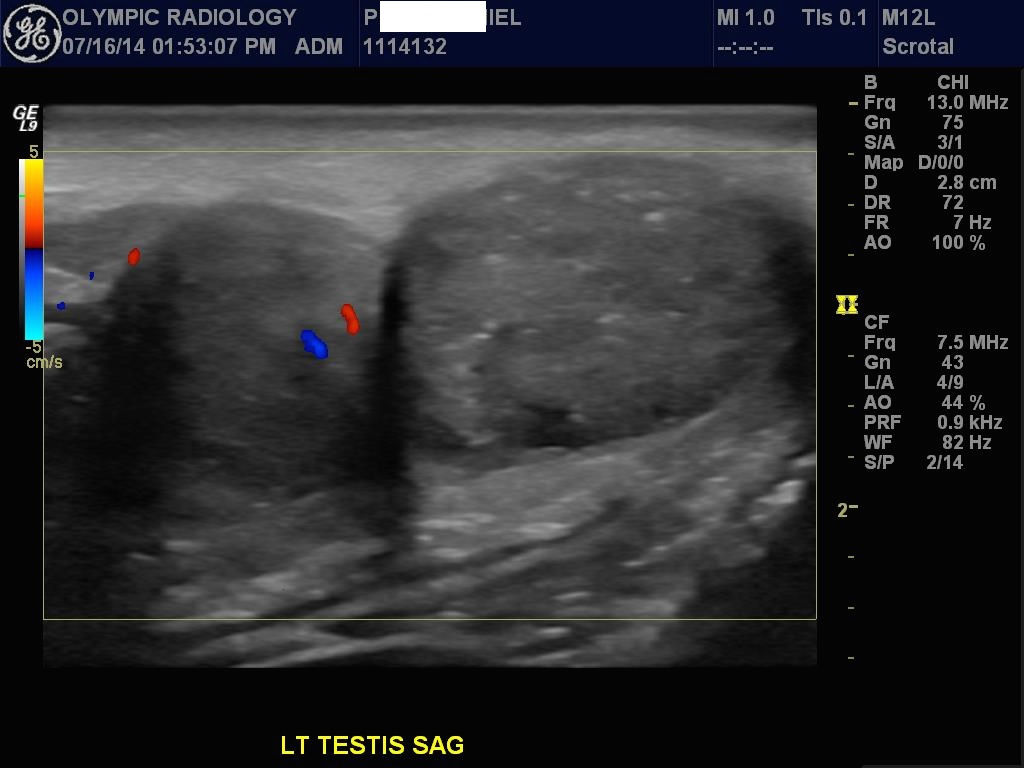 OLYMPIC RADIOLOGY P IEL MI 1.0 TIs 0.1 M12L
07/16/14 01:53:07 PM ADM 1114132 --:--:-- Scrotal
GE
L9
5
-5
cm/s
B CHI
Frq 13.0 MHz
Gn 75
S/A 3/1
Map D/0/0
D 2.8 cm
DR 72
FR 7 Hz
AO 100 %
CF
Frq 7.5 MHz
Gn 43
L/A 4/9
AO 44 %
PRF 0.9 kHz
WF 82 Hz
S/P 2/14
2
LT TESTIS SAG